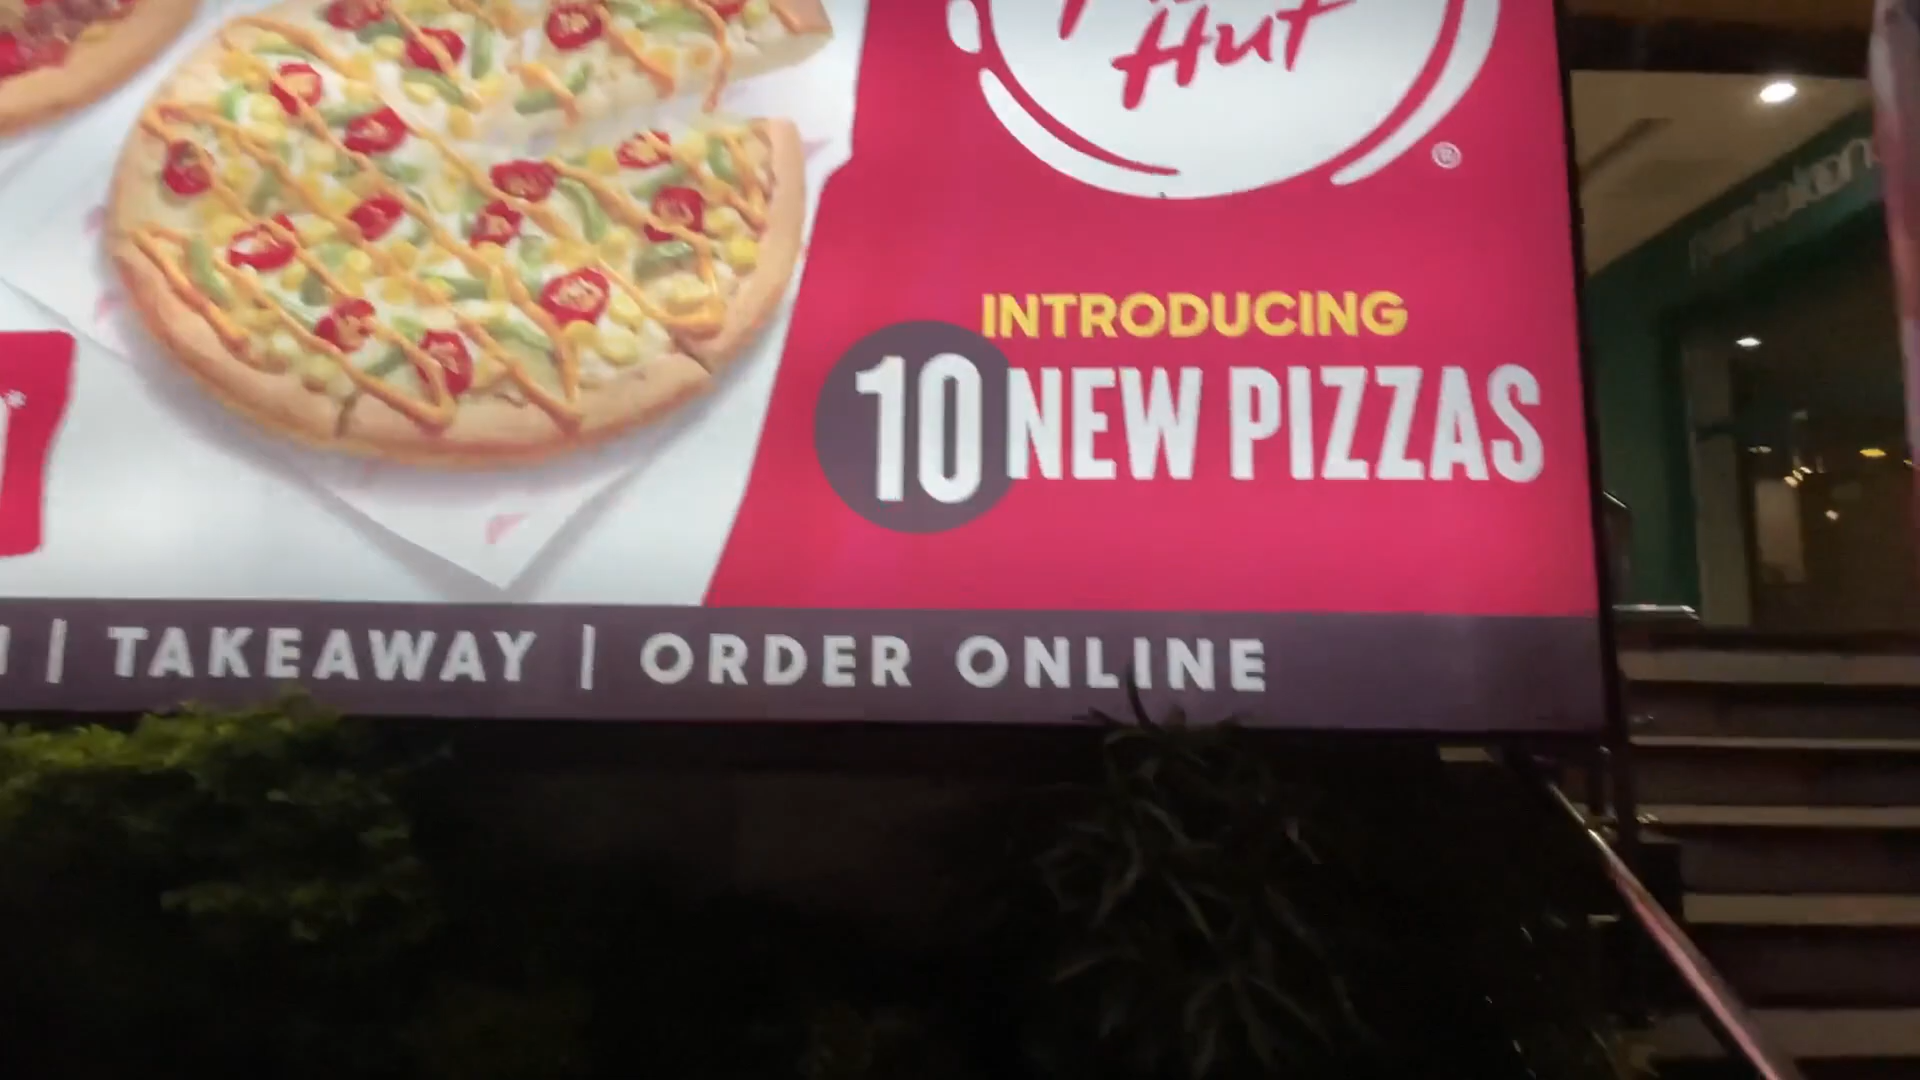 Hut
®
INTRODUCING
10 NEW PIZZAS
| TAKEAWAY | ORDER ONLINE